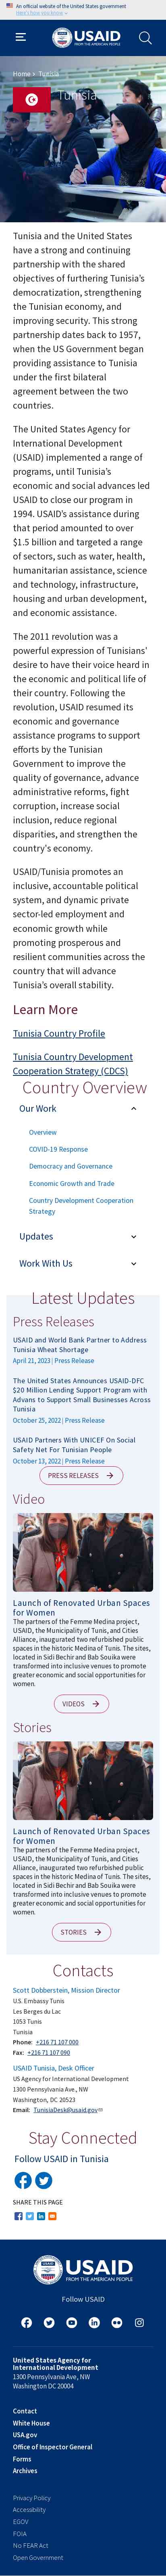 An official website of the United States government
Here's how you know
USAID
FROM THE AMERICAN PEOPLE
Home › Tunisia
Tunisia
Tunisia and the United States
have a strong and continuing
partnership rooted in the shared
objectives of furthering Tunisia's
democratization, strengthening
the Tunisian economy, and
improving security. This strong
partnership dates back to 1957,
when the US Government began
providing assistance to Tunisia
under the first bilateral
agreement between the two
countries.
The United States Agency for
International Development
(USAID) implemented a range of
programs, until Tunisia's
economic and social advances led
USAID to close our program in
1994. USAID's assistance during
that period amounted to over
$1.5 billion and targeted a range
of sectors, such as water, health,
humanitarian assistance, science
and technology, infrastructure,
housing and urban development,
and economic assistance.
The 2011 revolution was a
powerful expression of Tunisians'
desire to have their voice heard
in the democratic and economic
direction of their country.
Following the revolution, USAID
resumed its economic and governance
assistance programs to support
efforts by the Tunisian
Government to improve the
quality of governance, advance
administrative reforms, fight
corruption, increase social
inclusion, reduce regional
disparities, and strengthen the
country's economy.
USAID/Tunisia promotes an
inclusive, accountable political
system, and dynamic private
sector-led employment and
economic growth, while
resilience runs throughout all of
the work that will advance
Tunisia's overall stability.
Learn More
Tunisia Country Profile
Tunisia Country Development
Cooperation Strategy (CDCS)
Country Overview
Our Work
Overview
COVID-19 Response
Democracy and Governance
Economic Growth and Trade
Country Development Cooperation
Strategy
Updates
Work With Us
Latest Updates
Press Releases
USAID and World Bank Partner to Address
Tunisia Wheat Shortage
April 21, 2023 | Press Release
The United States Announces USAID-DFC
$20 Million Lending Support Program with
Advans to Support Small Businesses Across
Tunisia
October 25, 2022 | Press Release
USAID Partners With UNICEF On Social
Safety Net For Tunisian People
October 13, 2022 | Press Release
PRESS RELEASES
Video
Launch of Renovated Urban Spaces
for Women
The partners of the Femme Medina project,
USAID, the Municipality of Tunis, and Cities
Alliance, inaugurated two refurbished public
spaces in the historic Medina of Tunis. The sites,
located in Sidi Bechir and Bab Souika were
transformed into inclusive venues to promote
greater economic and social opportunities for
women.
VIDEOS
Stories
Launch of Renovated Urban Spaces
for Women
The partners of the Femme Medina project,
USAID, the Municipality of Tunis, and Cities
Alliance, inaugurated two refurbished public
spaces in the historic Medina of Tunis. The sites,
located in Sidi Bechir and Bab Souika were
transformed into inclusive venues to promote
greater economic and social opportunities for
women.
STORIES
Contacts
Scott Dobberstein, Mission Director
U.S. Embassy Tunis
Les Berges du Lac
1053 Tunis
Tunisia
Phone: +216 71 107 000
Fax: +216 71 107 090
USAID Tunisia, Desk Officer
US Agency for International Development
1300 Pennsylvania Ave., NW
Washington, DC 20523
Email: TunisiaDesk@usaid.gov
Stay Connected
Follow USAID in Tunisia
SHARE THIS PAGE
USAID
FROM THE AMERICAN PEOPLE
Follow USAID
United States Agency for
International Development
1300 Pennsylvania Ave, NW
Washington DC 20004
Contact
White House
USA.gov
Office of Inspector General
Forms
Archives
Privacy Policy
Accessibility
EGOV
FOIA
No FEAR Act
Open Government